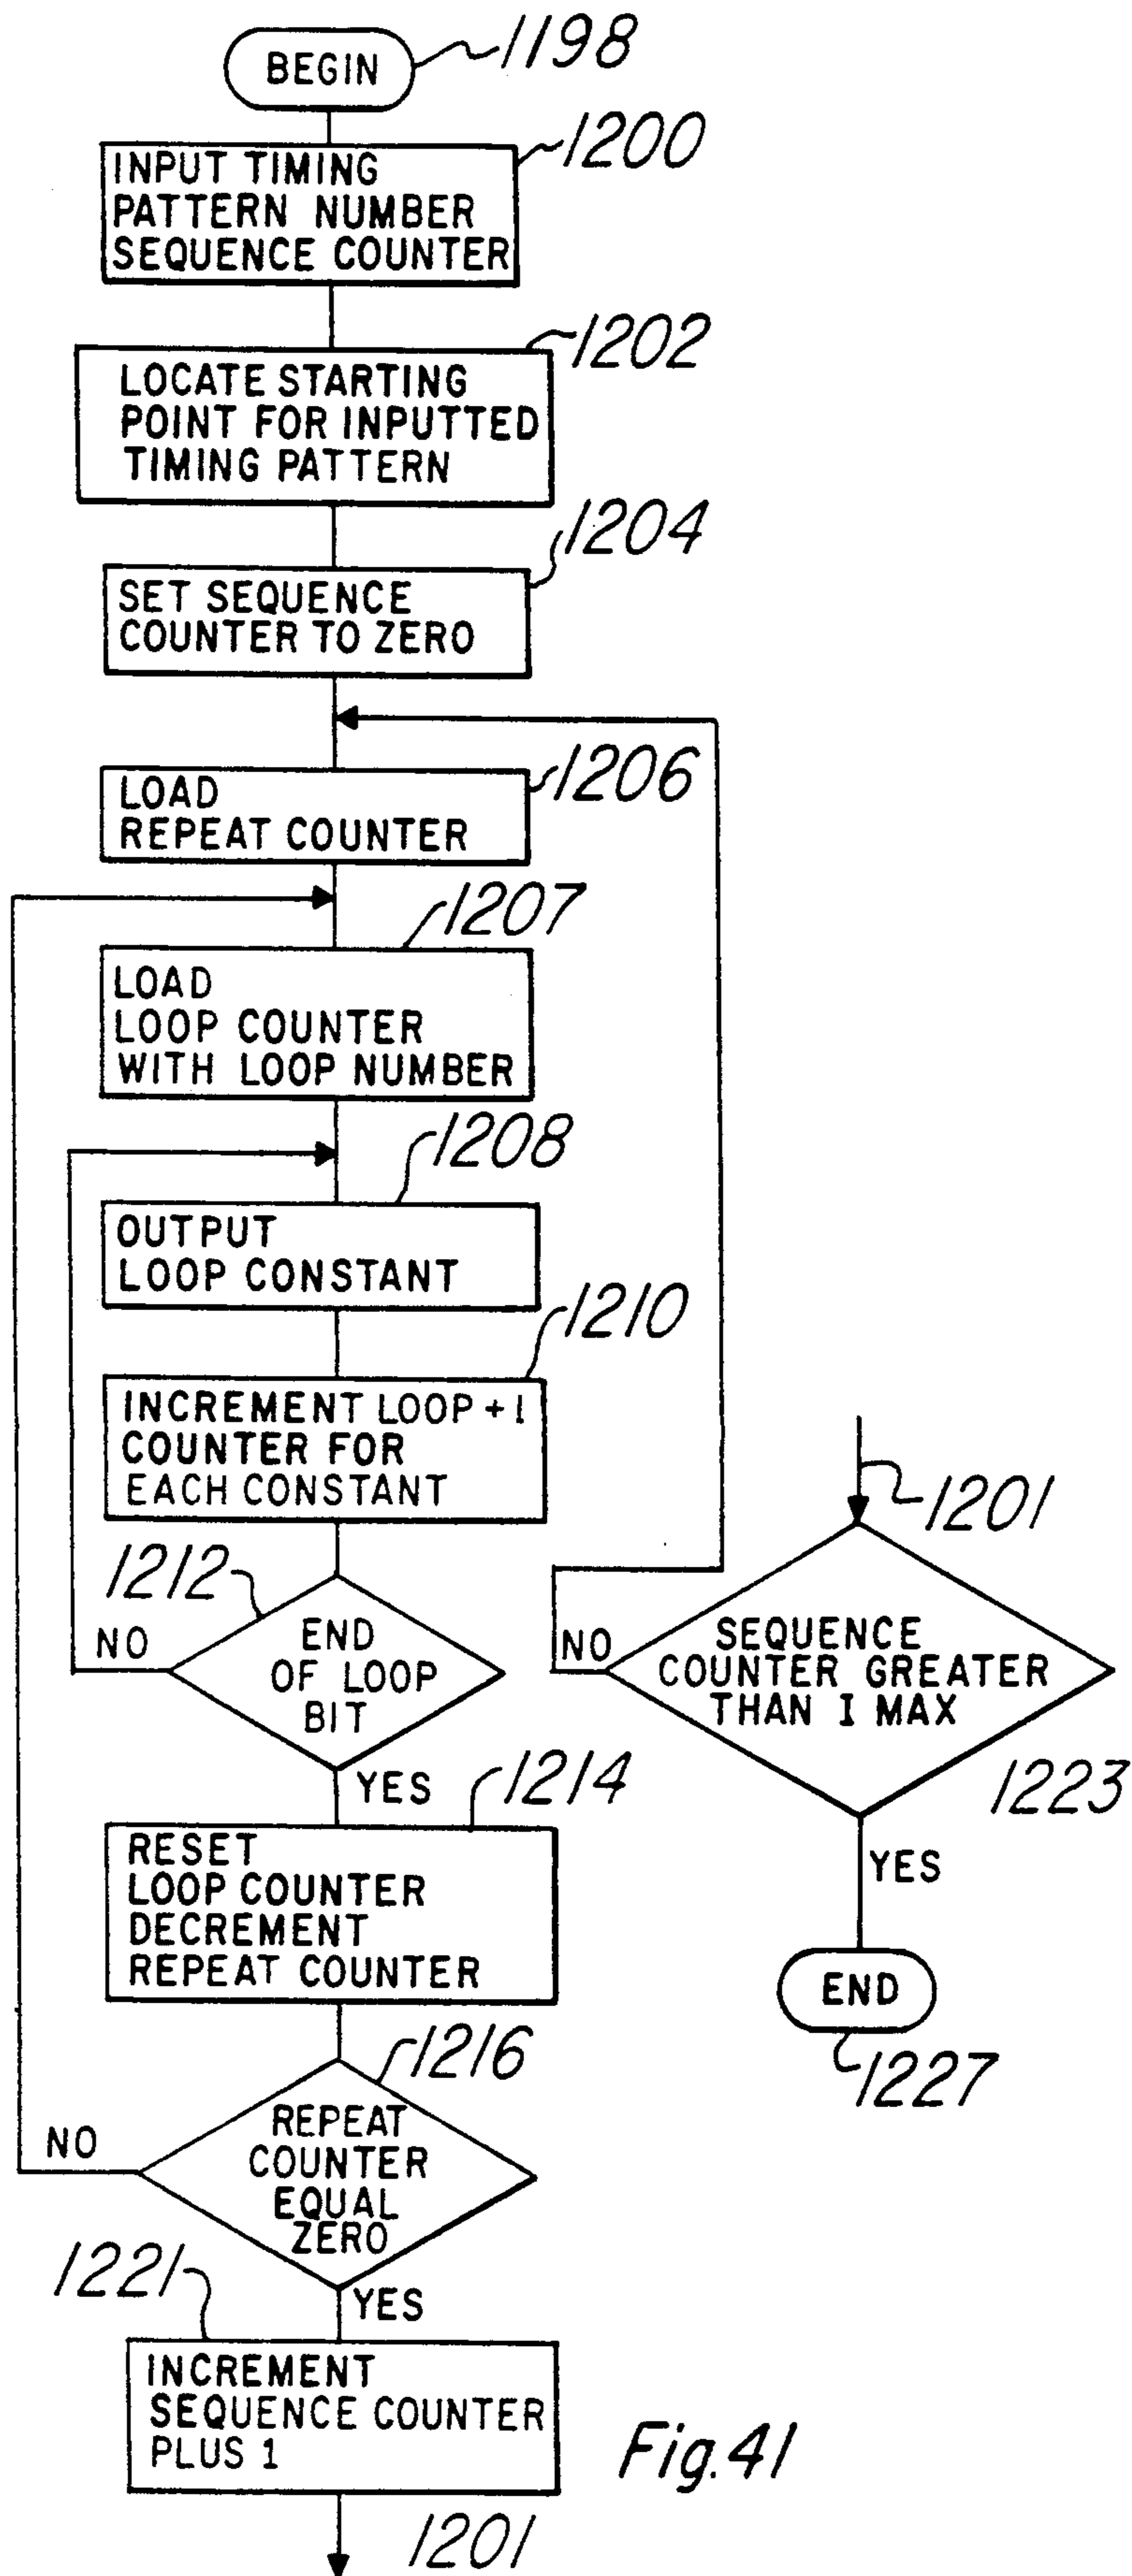 BEGIN
1198
1200
INPUT TIMING
PATTERN NUMBER
SEQUENCE COUNTER
1202
LOCATE STARTING
POINT FOR INPUTTED
TIMING PATTERN
1204
SET SEQUENCE
COUNTER TO ZERO
1206
LOAD
REPEAT COUNTER
1207
LOAD
LOOP COUNTER
WITH LOOP NUMBER
1208
OUTPUT
LOOP CONSTANT
1210
INCREMENT LOOP + 1
COUNTER FOR
EACH CONSTANT
1212
NO
END
OF LOOP
BIT
YES
1214
RESET
LOOP COUNTER
DECREMENT
REPEAT COUNTER
1216
NO
REPEAT
COUNTER
EQUAL
ZERO
YES
1221
INCREMENT
SEQUENCE COUNTER
PLUS 1
1201
1201
NO
SEQUENCE
COUNTER GREATER
THAN I MAX
1223
YES
END
1227
Fig. 41